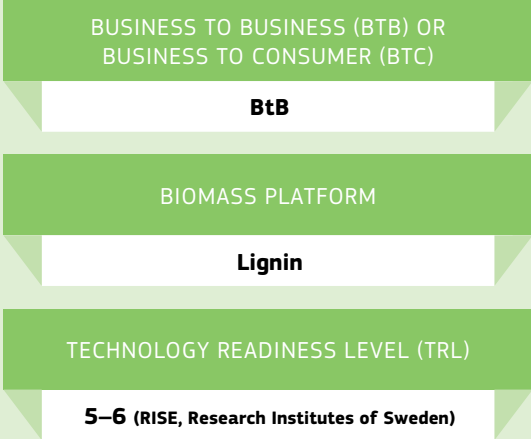 BUSINESS TO BUSINESS (BTB) OR
BUSINESS TO CONSUMER (BTC)
BtB
BIOMASS PLATFORM
Lignin
TECHNOLOGY READINESS LEVEL (TRL)
5–6 (RISE, Research Institutes of Sweden)